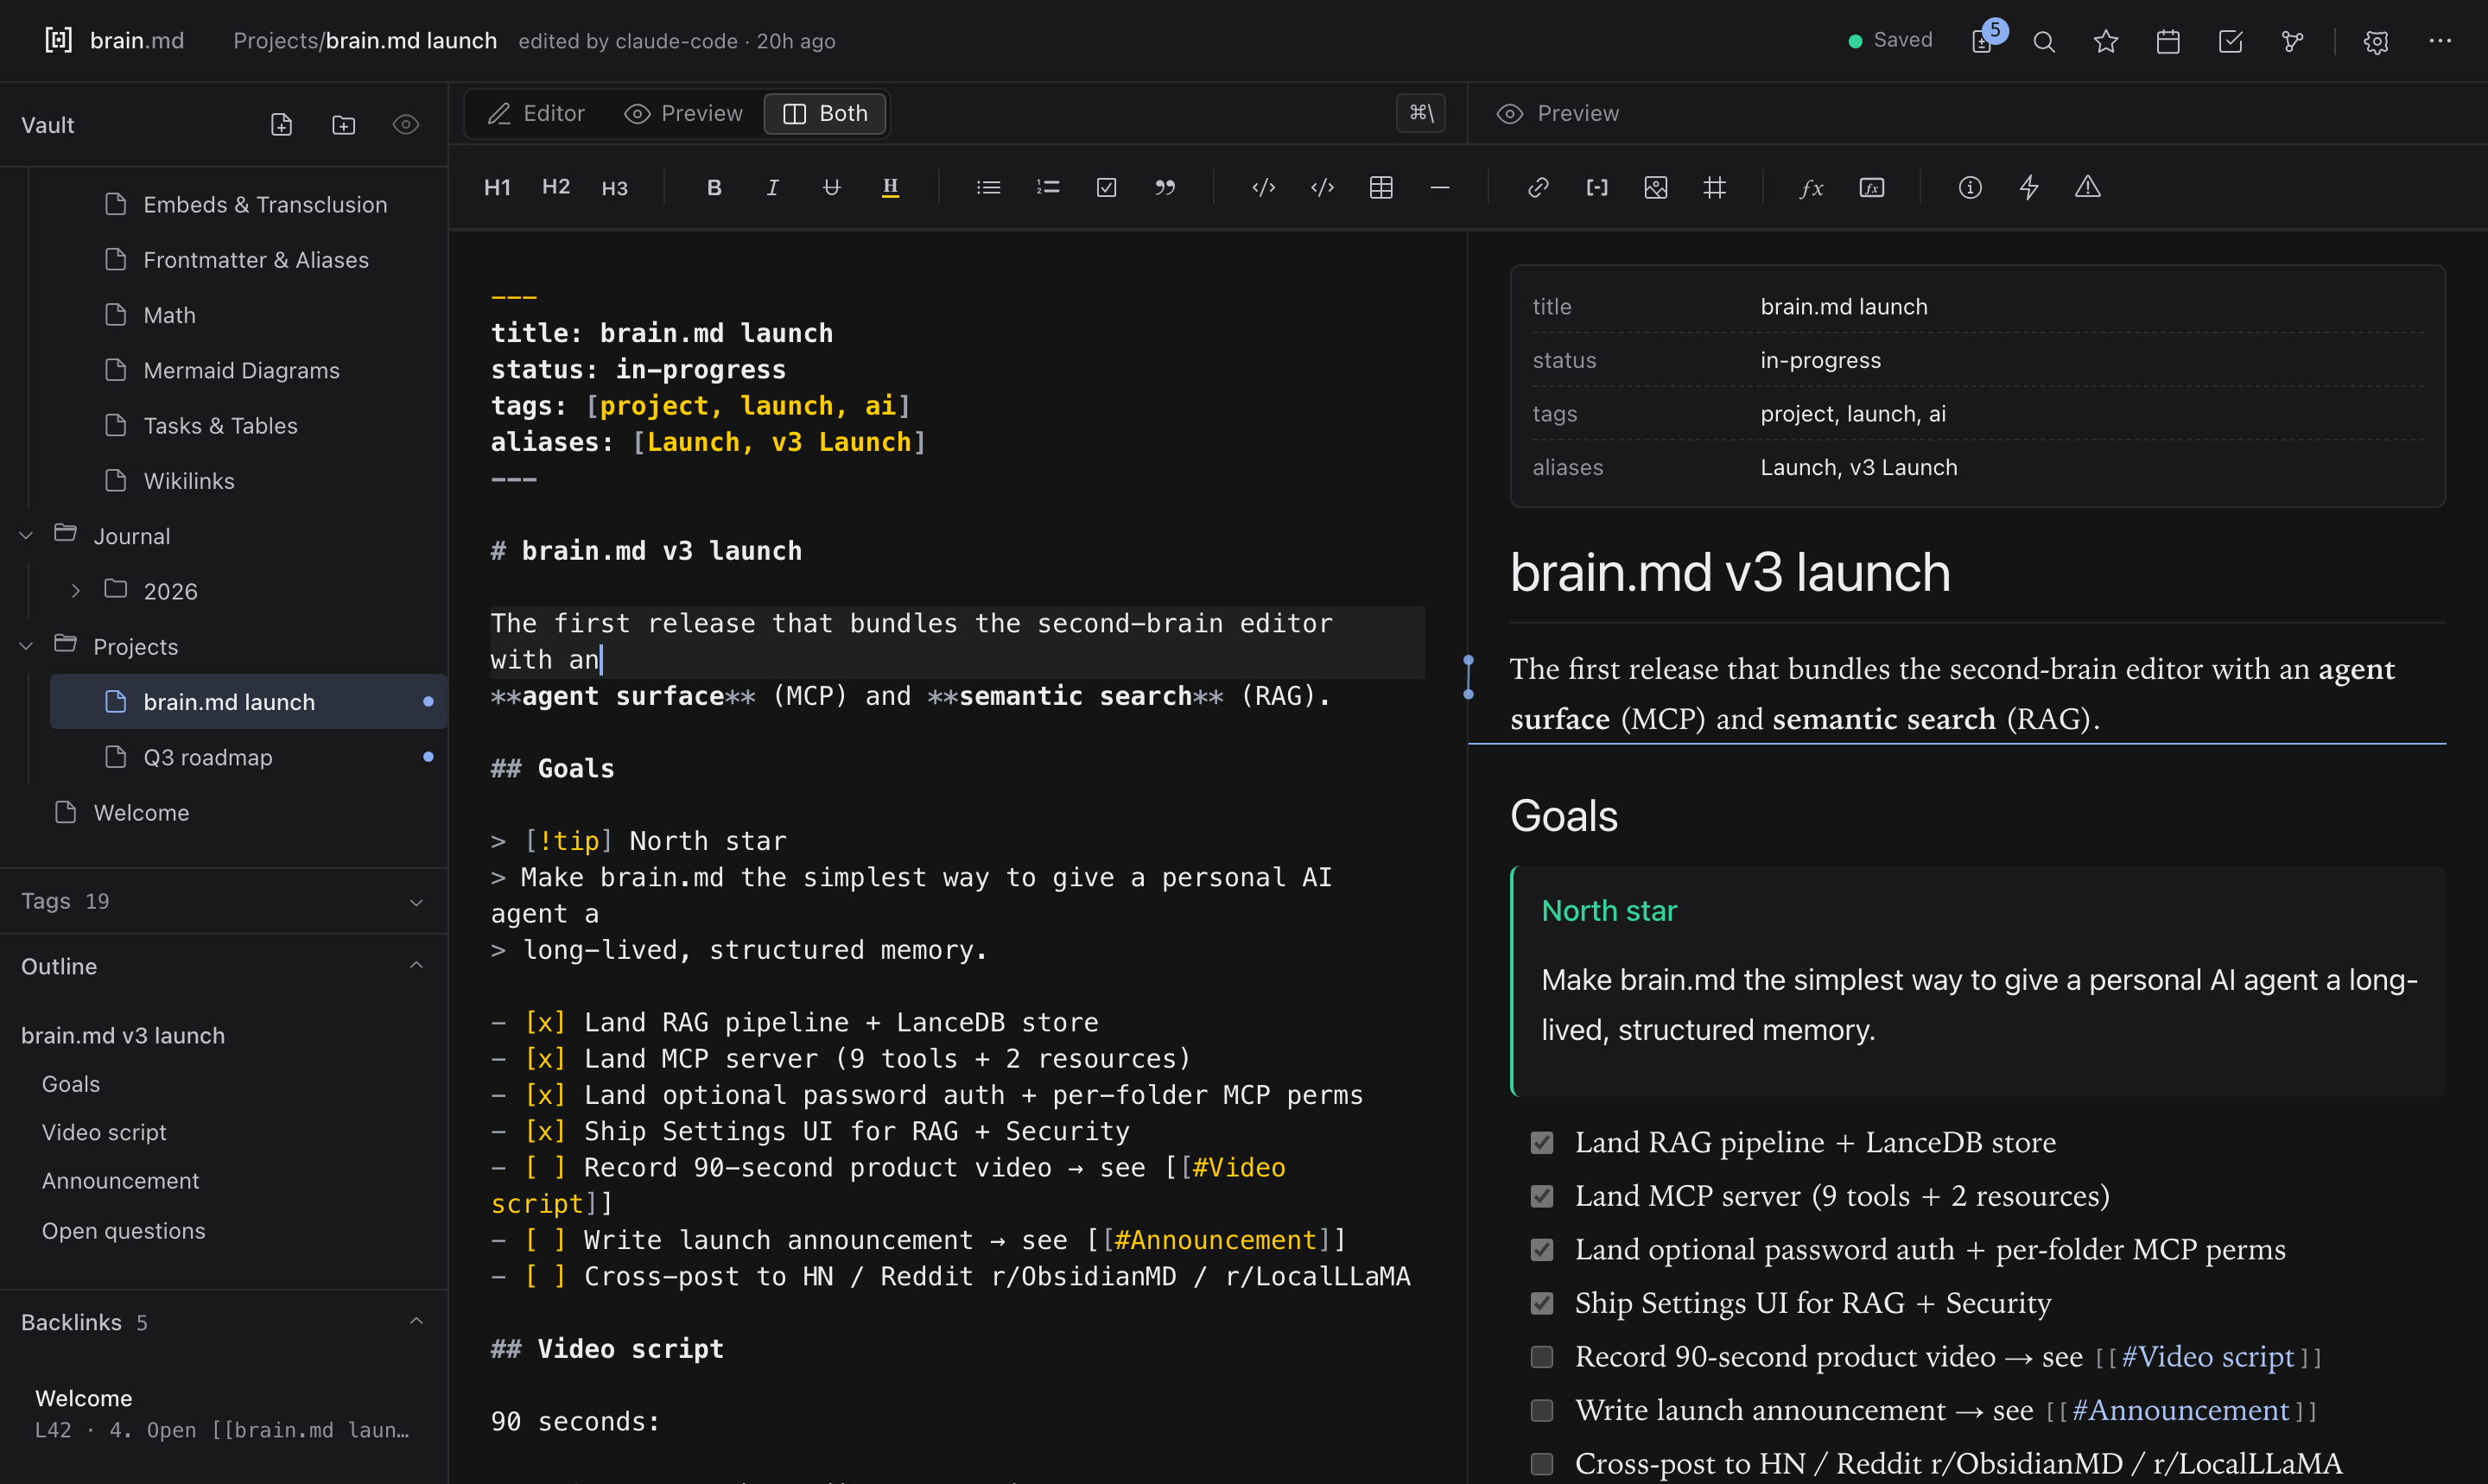 brain.md
Projects/brain.md launch edited by claude-code · 20h ago
Saved
5
Vault
Embeds & Transclusion
Frontmatter & Aliases
Math
Mermaid Diagrams
Tasks & Tables
Wikilinks
Journal
2026
Projects
brain.md launch
Q3 roadmap
Welcome
Tags 19
Outline
brain.md v3 launch
Goals
Video script
Announcement
Open questions
Backlinks 5
Welcome
L42 · 4. Open [[brain.md laun…
Editor
Preview
Both
⌘\
H1 H2 H3 B I U H
fx fx
---
title: brain.md launch
status: in-progress
tags: [project, launch, ai]
aliases: [Launch, v3 Launch]
---
# brain.md v3 launch
The first release that bundles the second-brain editor
with an
**agent surface** (MCP) and **semantic search** (RAG).
## Goals
> [!tip] North star
> Make brain.md the simplest way to give a personal AI
agent a
> long-lived, structured memory.
- [x] Land RAG pipeline + LanceDB store
- [x] Land MCP server (9 tools + 2 resources)
- [x] Land optional password auth + per-folder MCP perms
- [x] Ship Settings UI for RAG + Security
- [ ] Record 90-second product video → see [[#Video
script]]
- [ ] Write launch announcement → see [[#Announcement]]
- [ ] Cross-post to HN / Reddit r/ObsidianMD / r/LocalLLaMA
## Video script
90 seconds:
Preview
title brain.md launch
status in-progress
tags project, launch, ai
aliases Launch, v3 Launch
brain.md v3 launch
The first release that bundles the second-brain editor with an agent
surface (MCP) and semantic search (RAG).
Goals
North star
Make brain.md the simplest way to give a personal AI agent a long-
lived, structured memory.
Land RAG pipeline + LanceDB store
Land MCP server (9 tools + 2 resources)
Land optional password auth + per-folder MCP perms
Ship Settings UI for RAG + Security
Record 90-second product video → see [[#Video script]]
Write launch announcement → see [[#Announcement]]
Cross-post to HN / Reddit r/ObsidianMD / r/LocalLLaMA